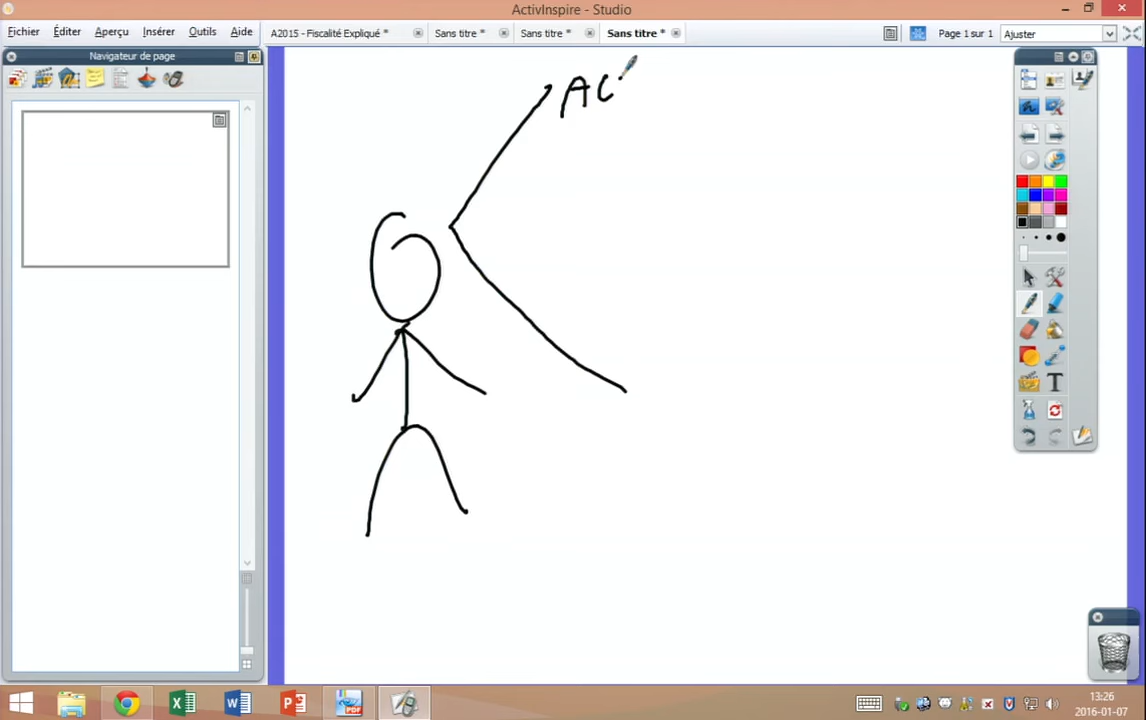 ActivInspire - Studio
Fichier Éditer Aperçu Insérer Outils Aide
A2015 - Fiscalité Expliqué * Sans titre * Sans titre * Sans titre * Page 1 sur 1 Ajuster
Navigateur de page
AC
T
PDF
13:26
2016-01-07